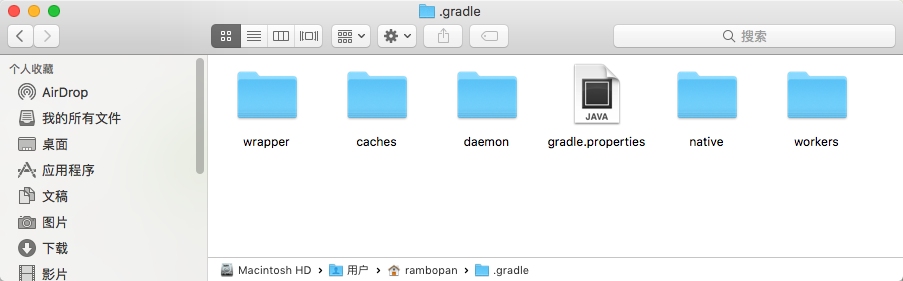 .gradle
搜索
个人收藏
AirDrop
我的所有文件
桌面
应用程序
文稿
图片
下载
影片
wrapper
caches
daemon
JAVA
gradle.properties
native
workers
Macintosh HD › 用户 › rambopan › .gradle